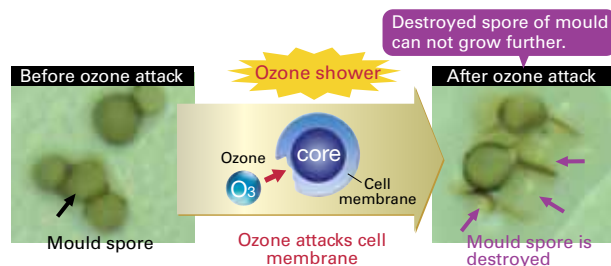 Destroyed spore of mould
can not grow further.
Before ozone attack
Ozone shower
After ozone attack
Ozone
O3
core
Cell
membrane
Mould spore
Ozone attacks cell
membrane
Mould spore is
destroyed